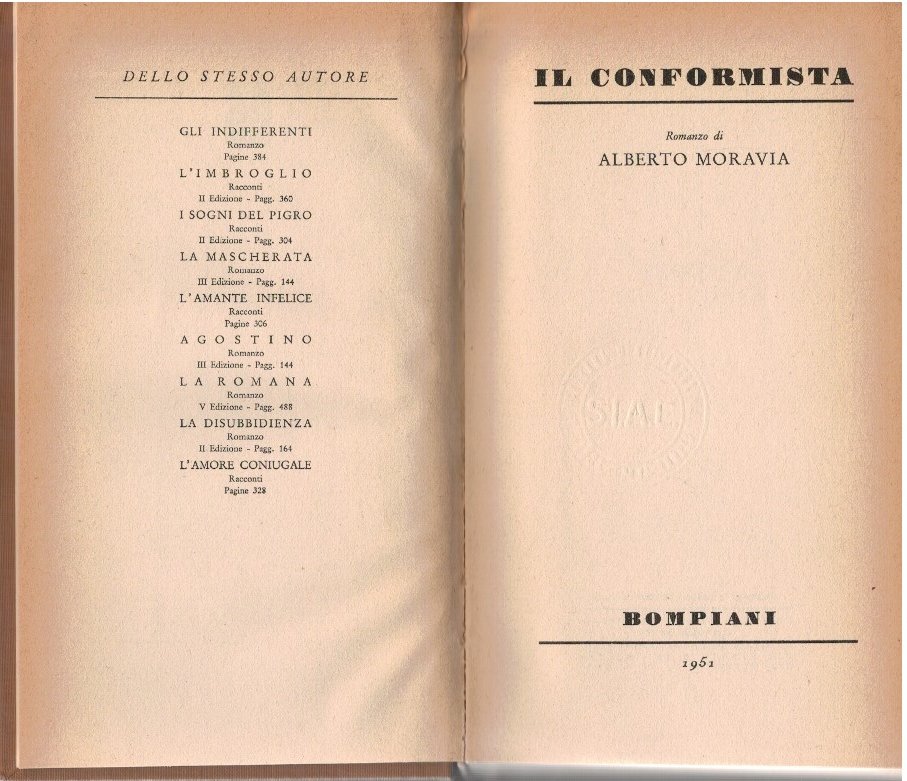 DELLO STESSO AUTORE
GLI INDIFFERENTI
Romanzo
Pagine 384
L'IMBROGLIO
Racconti
II Edizione - Pagg. 360
I SOGNI DEL PIGRO
Racconti
II Edizione - Pagg. 304
LA MASCHERATA
Romanzo
III Edizione - Pagg. 144
L'AMANTE INFELICE
Racconti
Pagine 306
AGOSTINO
Romanzo
III Edizione - Pagg. 144
LA ROMANA
Romanzo
V Edizione - Pagg. 488
LA DISUBBIDIENZA
Romanzo
II Edizione - Pagg. 164
L'AMORE CONIUGALE
Racconti
Pagine 328
IL CONFORMISTA
Romanzo di
ALBERTO MORAVIA
SIAE
BOMPIANI
1951